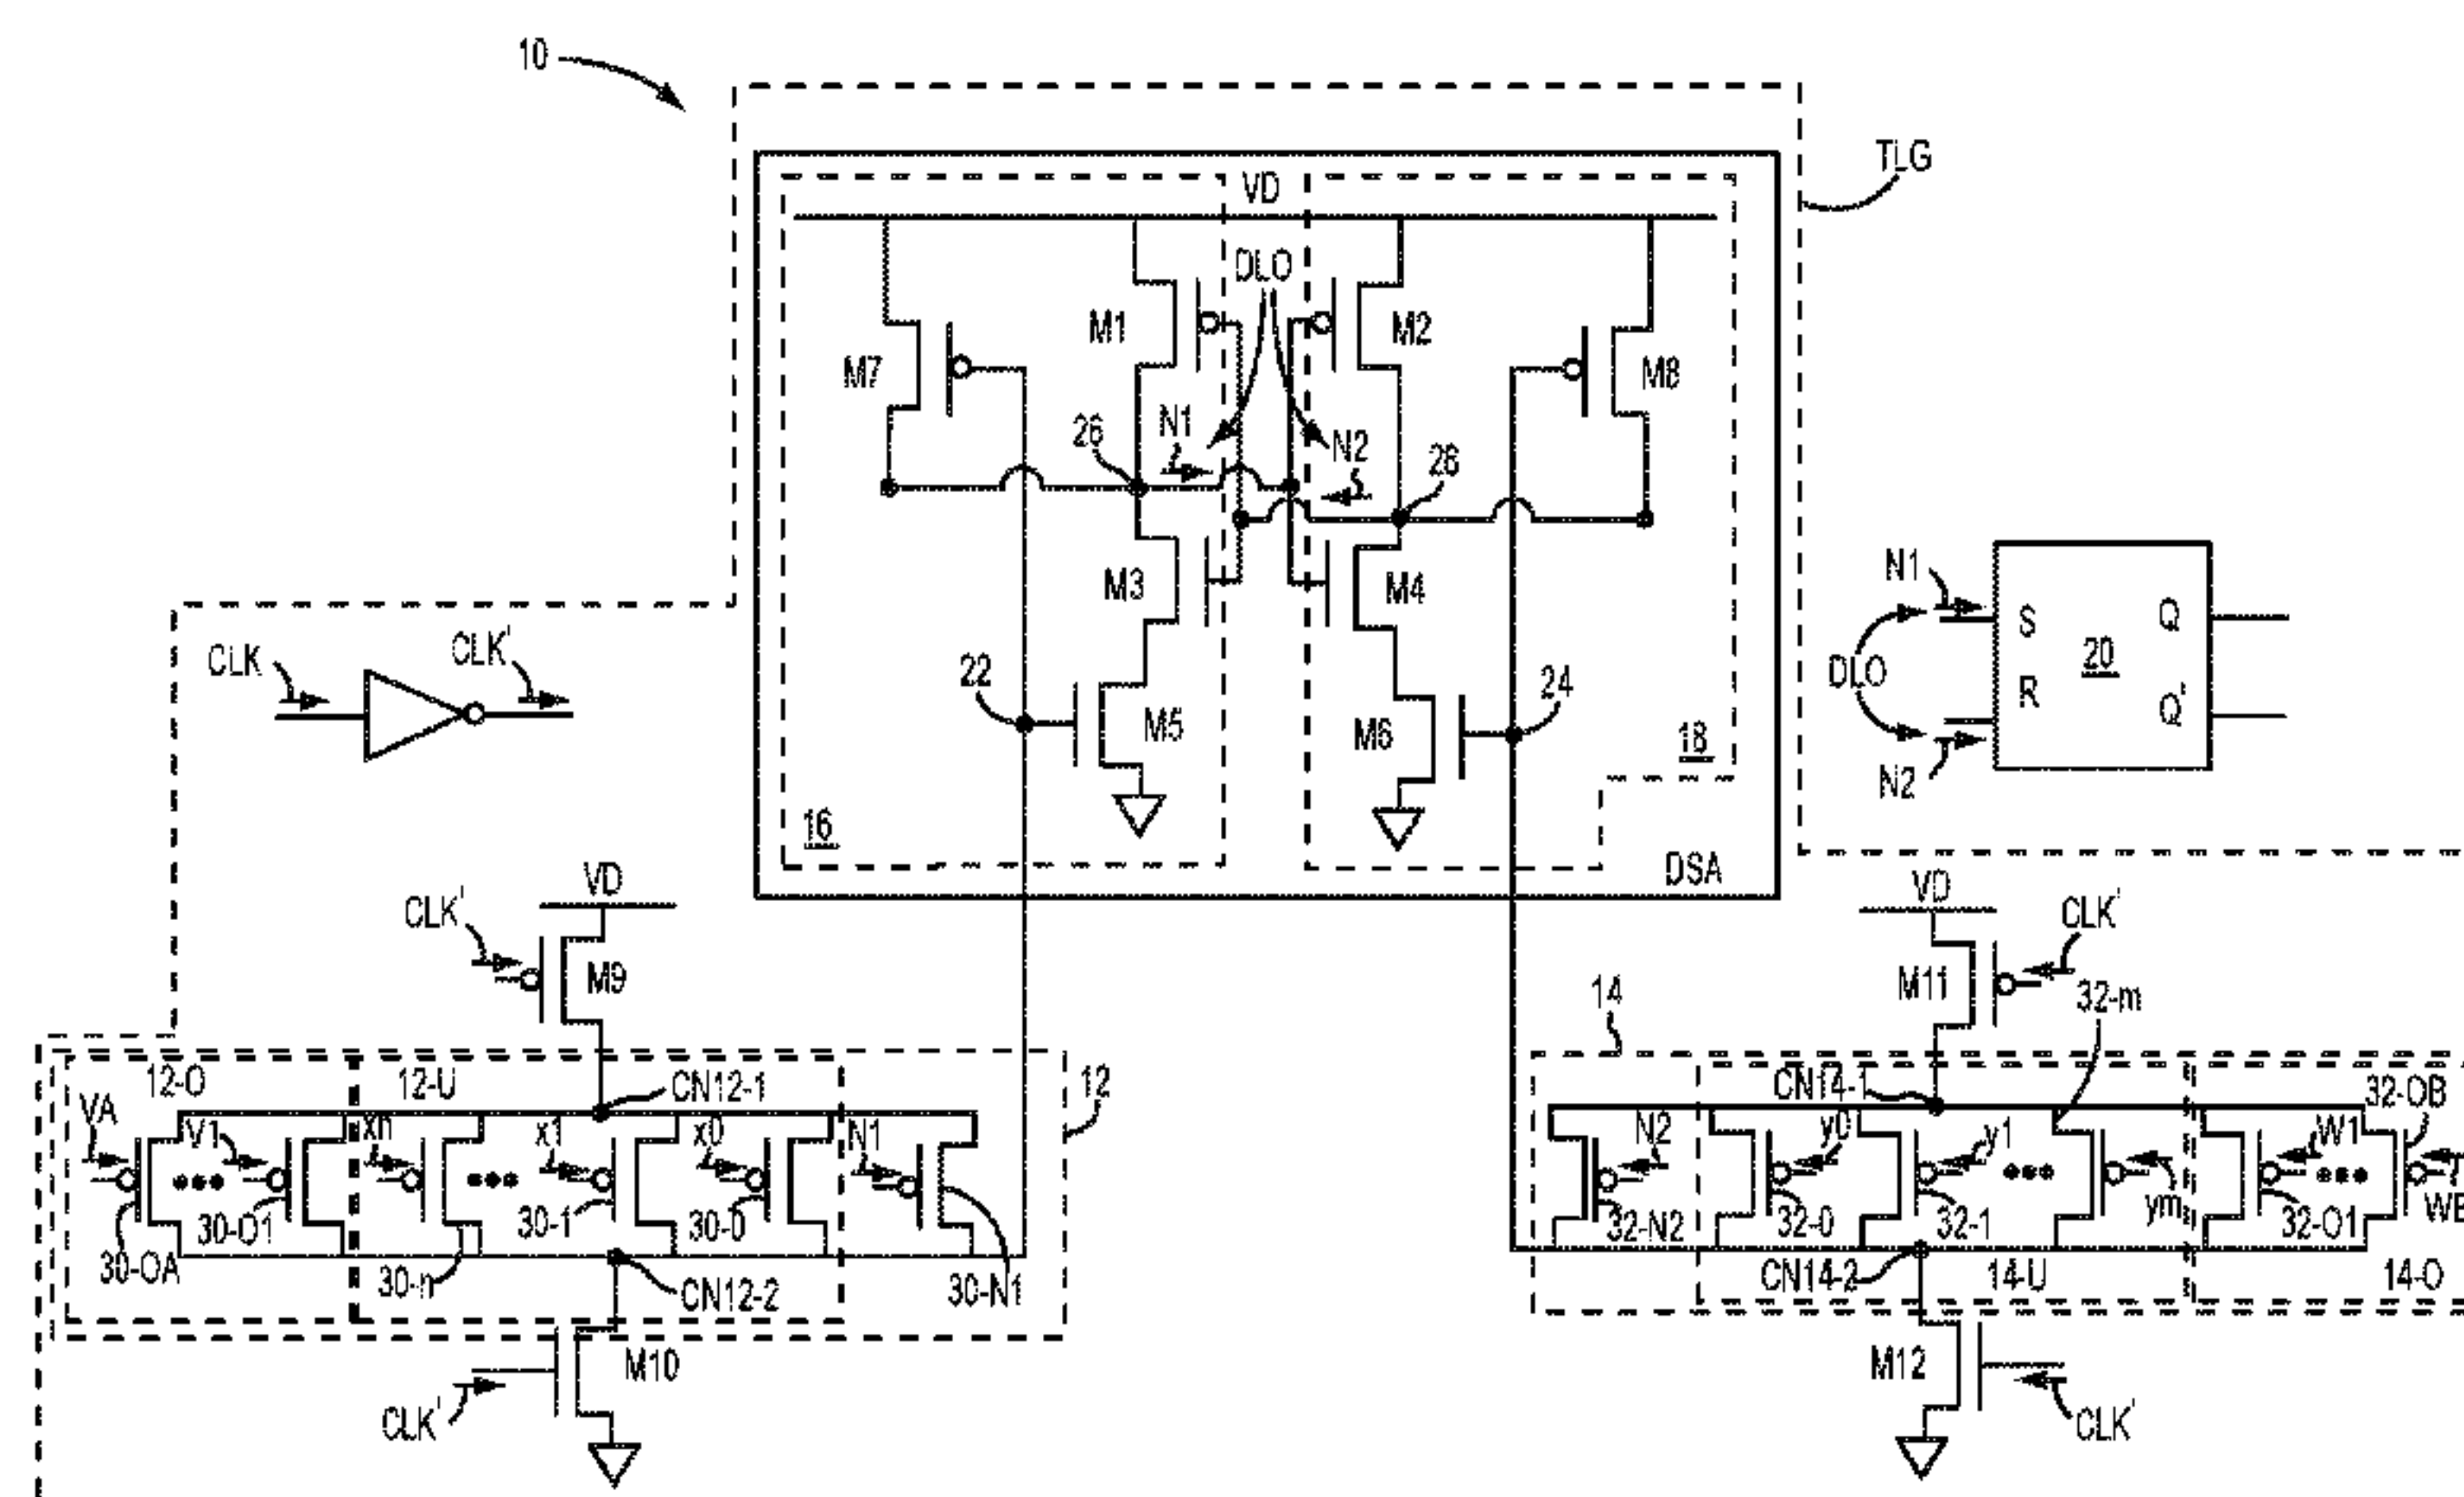 10
TLG
VD
DLO
M1
M2
M7
M8
26
N1
N2
28
M3
M4
N1
S
Q
CLK
CLK'
22
24
DLO
20
R
Q'
M5
M6
18
N2
16
DSA
VD
VD
CLK'
CLK'
M9
M11
32-m
14
12-O
12-U
CN12-1
12
CN14-1
32-OB
VA
V1
xn
x1
x0
N1
N2
y0
y1
W1
ym
WB
30-OA
30-O1
30-n
30-1
30-0
30-N1
32-N2
32-0
32-1
32-O1
CN12-2
CN14-2
14-U
14-O
M10
M12
CLK'
CLK'